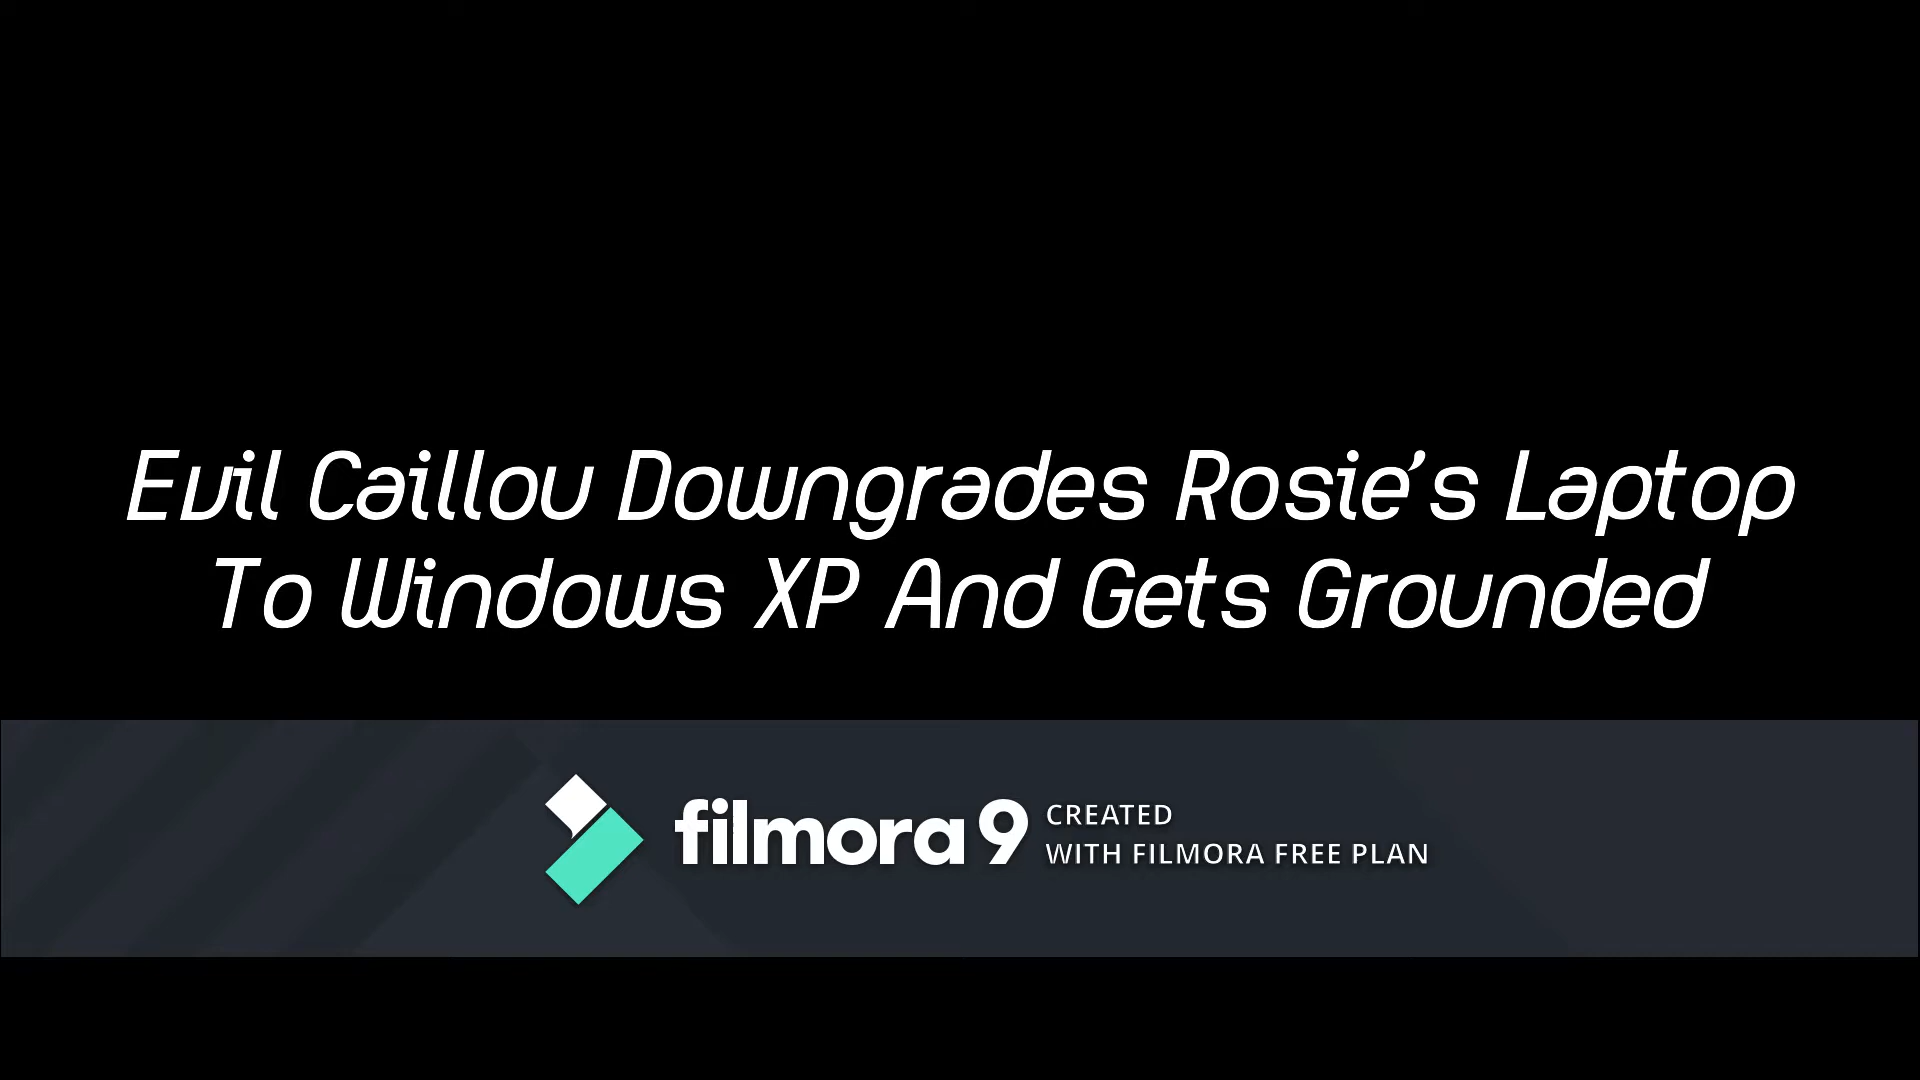 Evil Caillou Downgrades Rosie's Laptop
To Windows XP And Gets Grounded
filmora 9
CREATED
WITH FILMORA FREE PLAN